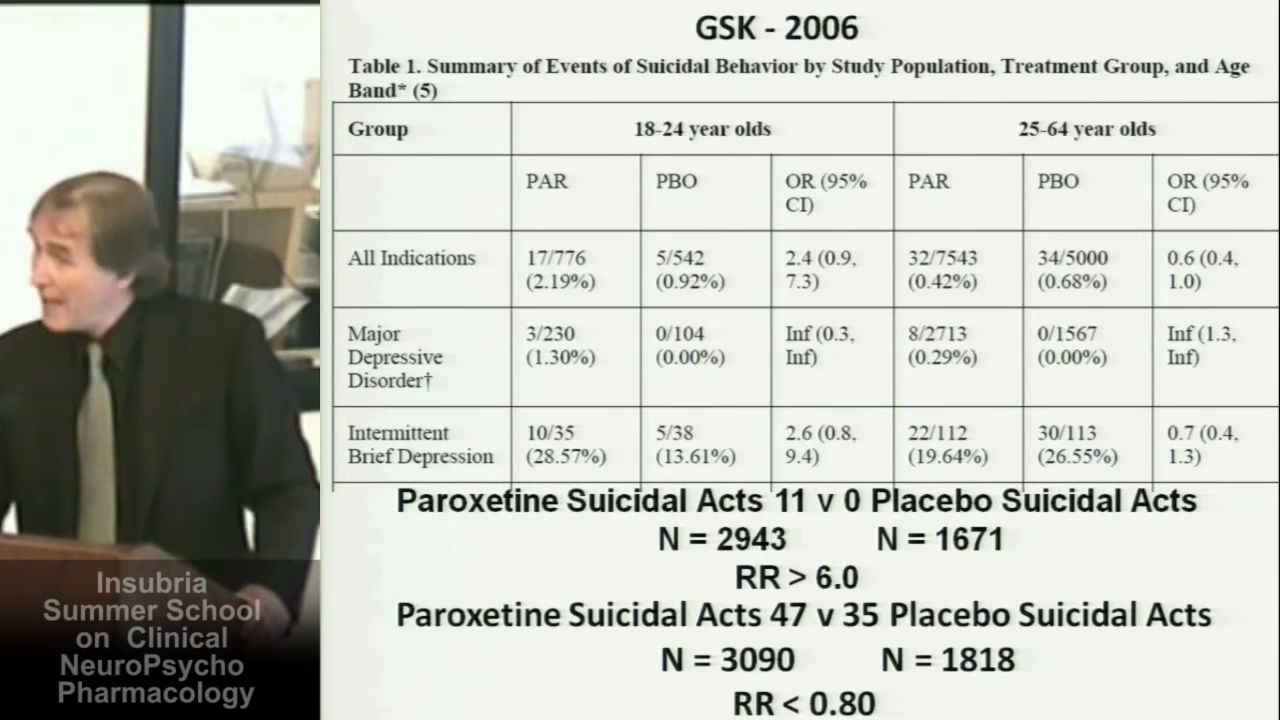 GSK - 2006
Table 1. Summary of Events of Suicidal Behavior by Study Population, Treatment Group, and Age
Band* (5)
Group 18-24 year olds 25-64 year olds
PAR PBO OR (95% CI) PAR PBO OR (95% CI)
All Indications 17/776 (2.19%) 5/542 (0.92%) 2.4 (0.9, 7.3) 32/7543 (0.42%) 34/5000 (0.68%) 0.6 (0.4, 1.0)
Major Depressive Disorder† 3/230 (1.30%) 0/104 (0.00%) Inf (0.3, Inf) 8/2713 (0.29%) 0/1567 (0.00%) Inf (1.3, Inf)
Intermittent Brief Depression 10/35 (28.57%) 5/38 (13.61%) 2.6 (0.8, 9.4) 22/112 (19.64%) 30/113 (26.55%) 0.7 (0.4, 1.3)
Paroxetine Suicidal Acts 11 v 0 Placebo Suicidal Acts
N = 2943 N = 1671
RR > 6.0
Paroxetine Suicidal Acts 47 v 35 Placebo Suicidal Acts
N = 3090 N = 1818
RR < 0.80
Insubria
Summer School
on Clinical
NeuroPsycho
Pharmacology